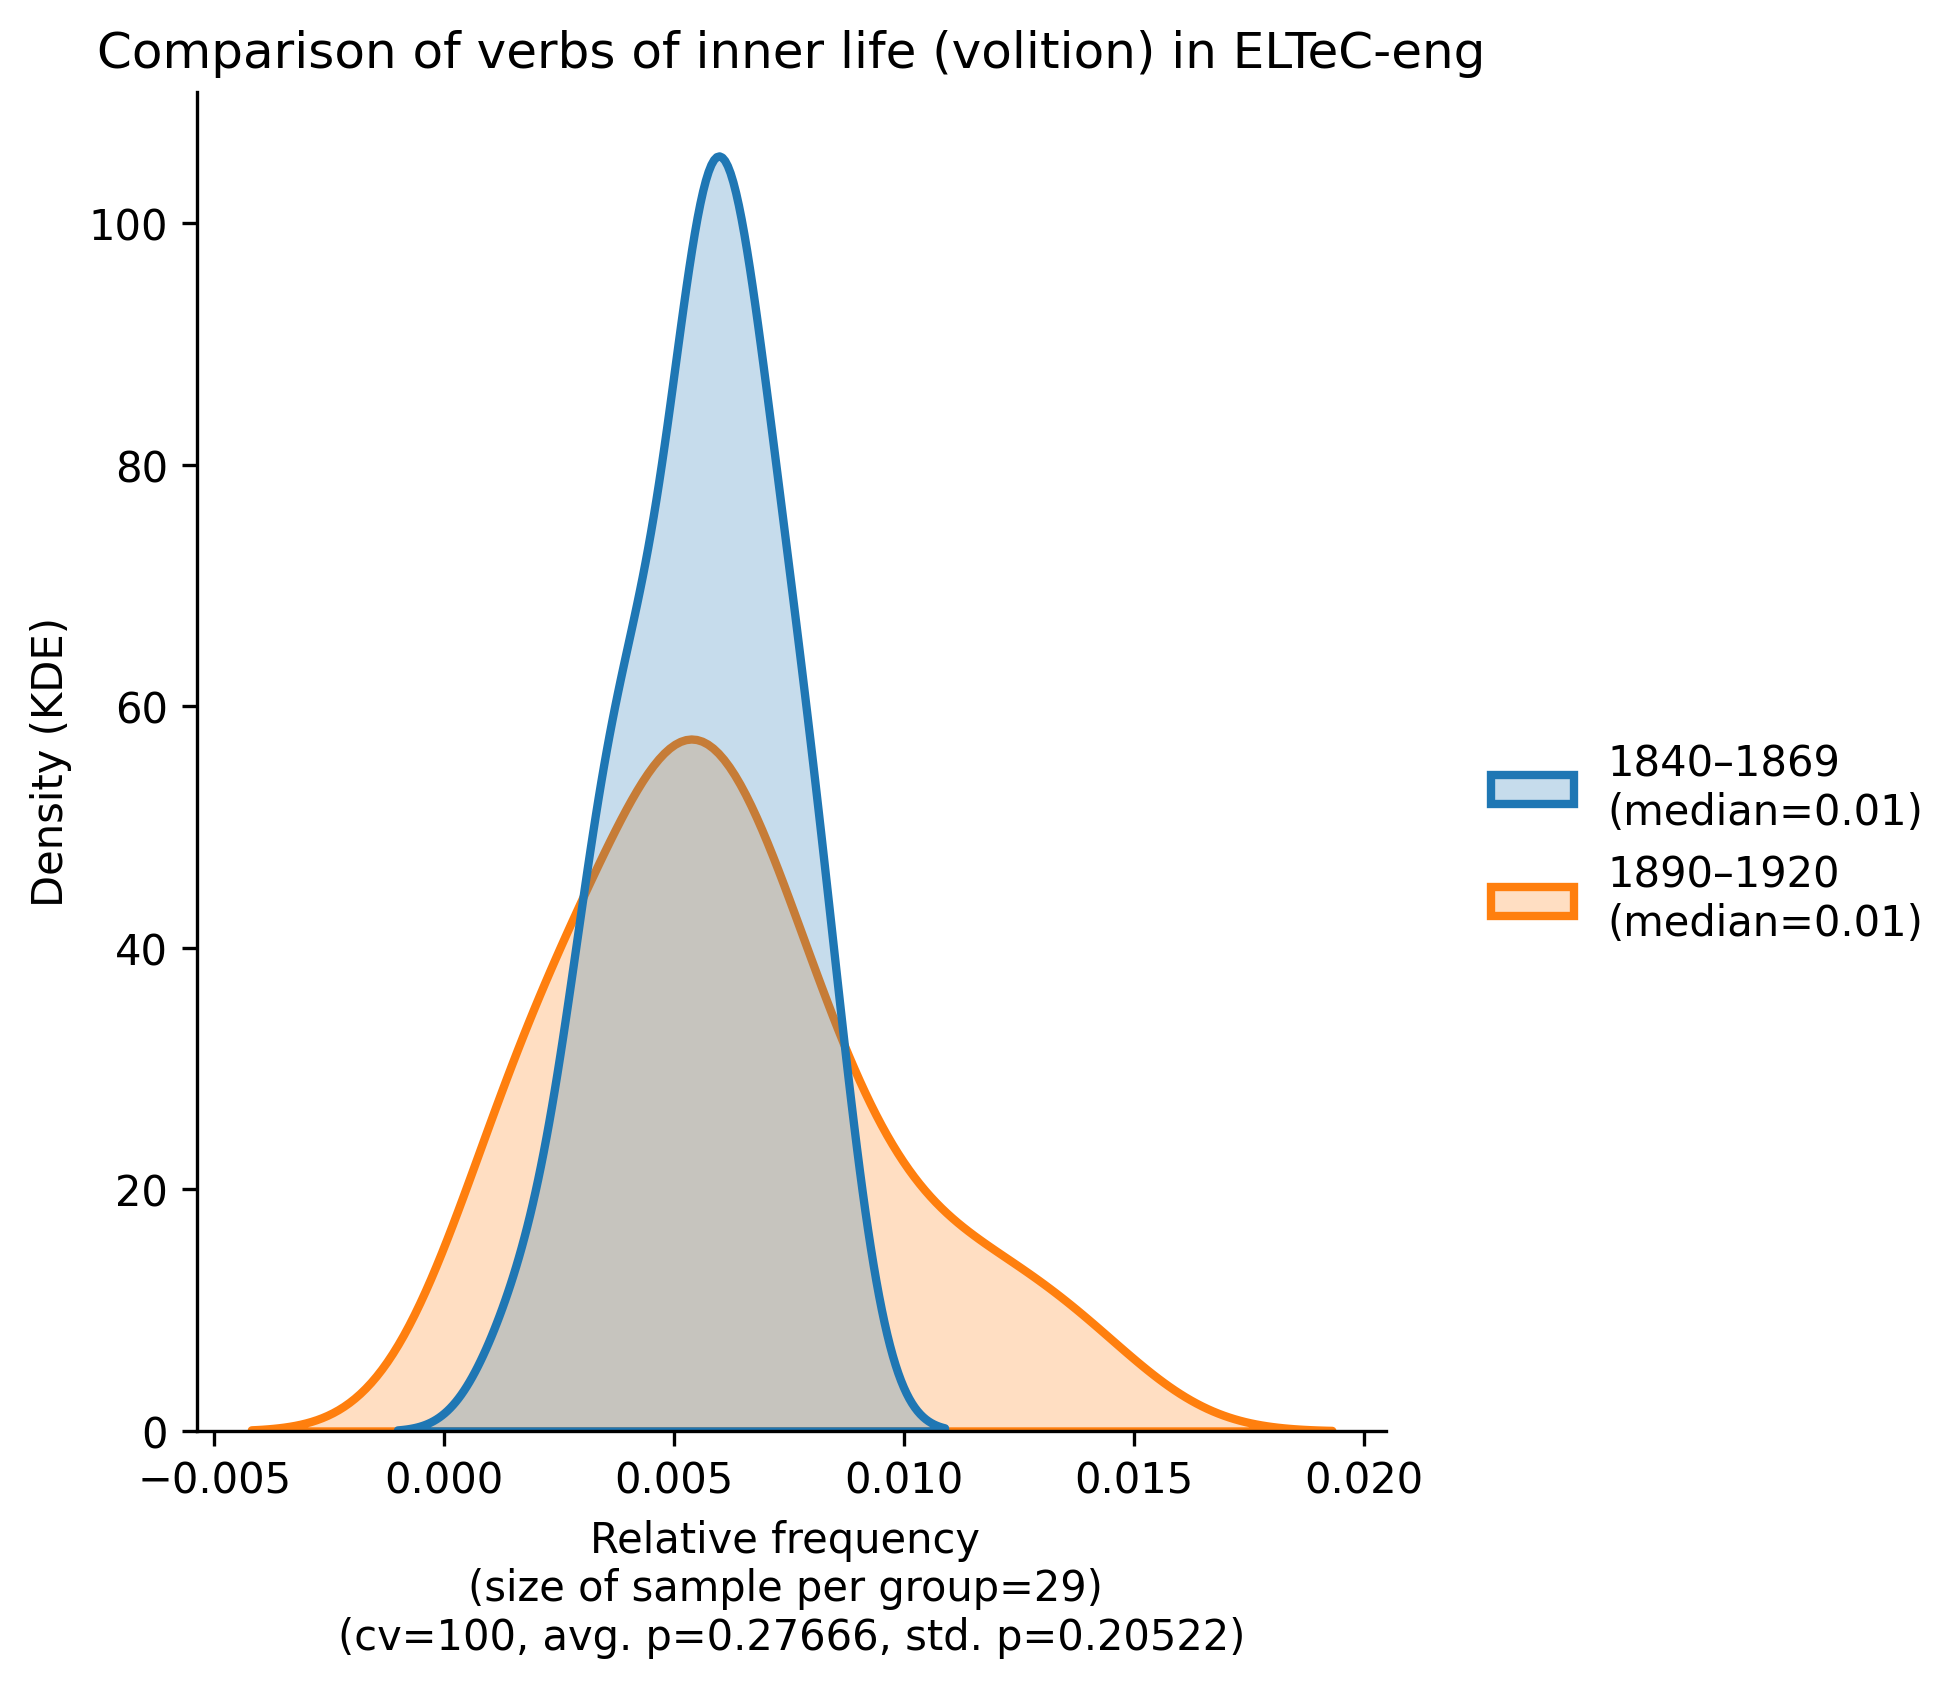 Comparison of verbs of inner life (volition) in ELTeC-eng
Density (KDE)
100
80
60
40
20
0
−0.005
0.000
0.005
0.010
0.015
0.020
Relative frequency
(size of sample per group=29)
(cv=100, avg. p=0.27666, std. p=0.20522)
1840–1869
(median=0.01)
1890–1920
(median=0.01)